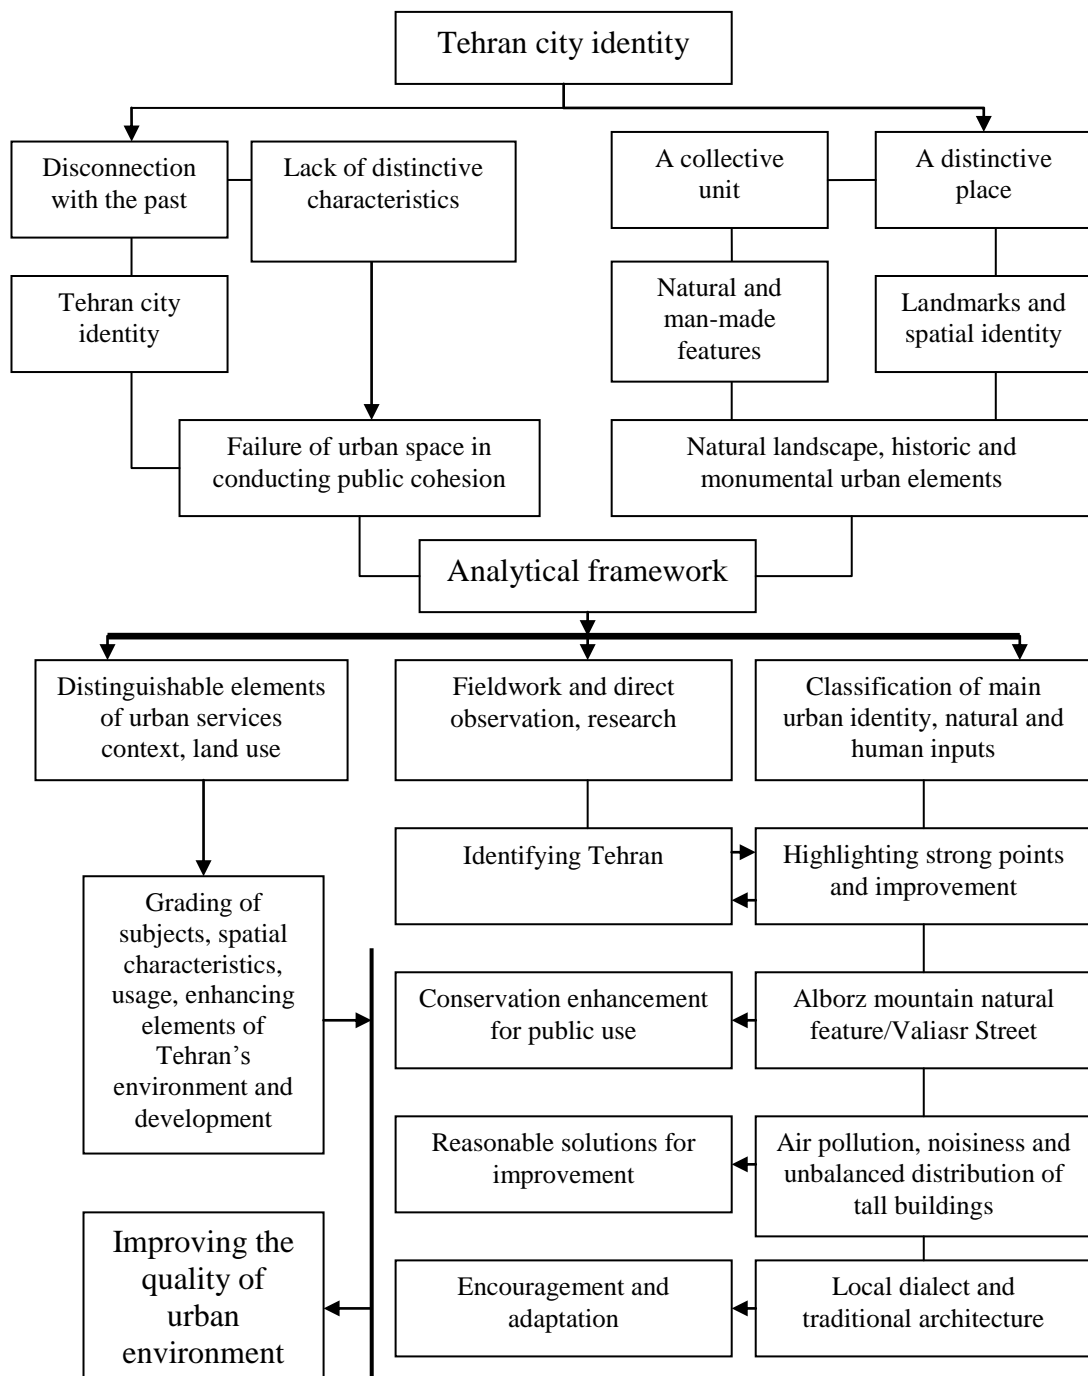 Tehran city identity
Disconnection
with the past
Lack of distinctive
characteristics
A collective
unit
A distinctive
place
Tehran city
identity
Natural and
man-made
features
Landmarks and
spatial identity
Failure of urban space in
conducting public cohesion
Natural landscape, historic and
monumental urban elements
Analytical framework
Distinguishable elements
of urban services
context, land use
Fieldwork and direct
observation, research
Classification of main
urban identity, natural and
human inputs
Identifying Tehran
Highlighting strong points
and improvement
Grading of
subjects, spatial
characteristics,
usage, enhancing
elements of
Tehran’s
environment and
development
Conservation enhancement
for public use
Alborz mountain natural
feature/Valiasr Street
Reasonable solutions for
improvement
Air pollution, noisiness and
unbalanced distribution of
tall buildings
Improving the
quality of
urban
environment
Encouragement and
adaptation
Local dialect and
traditional architecture